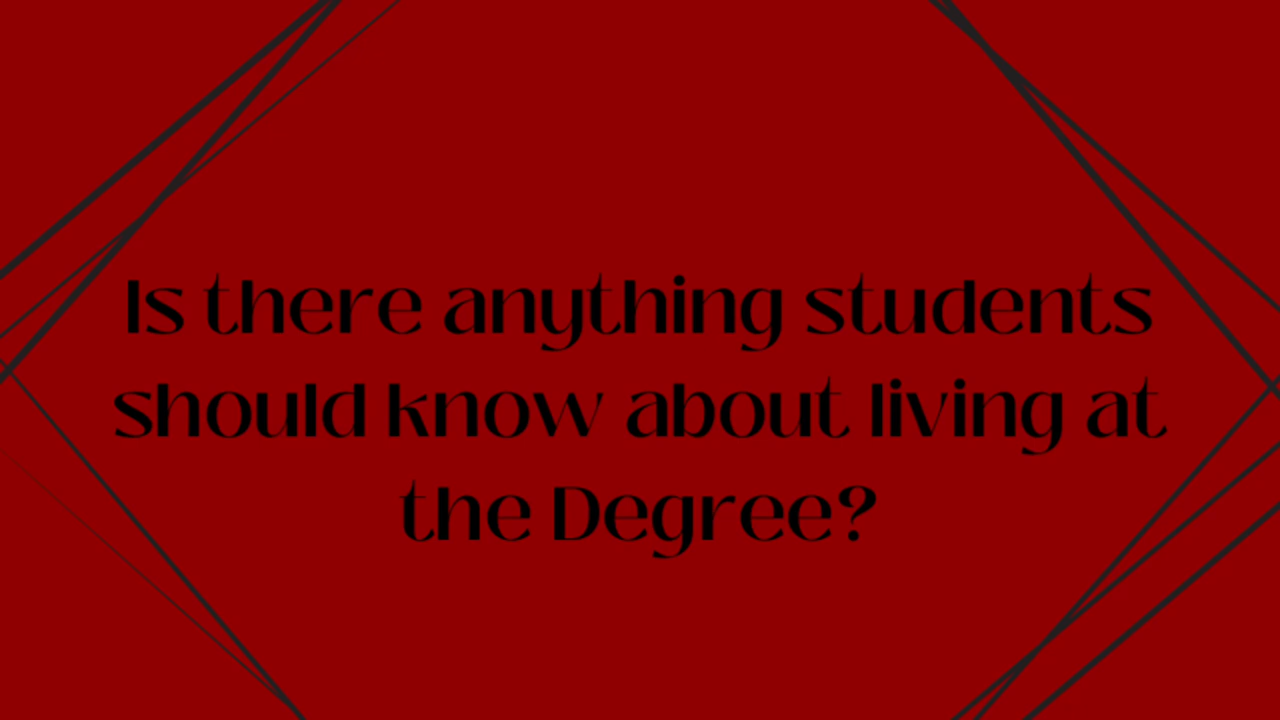 Is there anything students
should know about living at
the Degree?